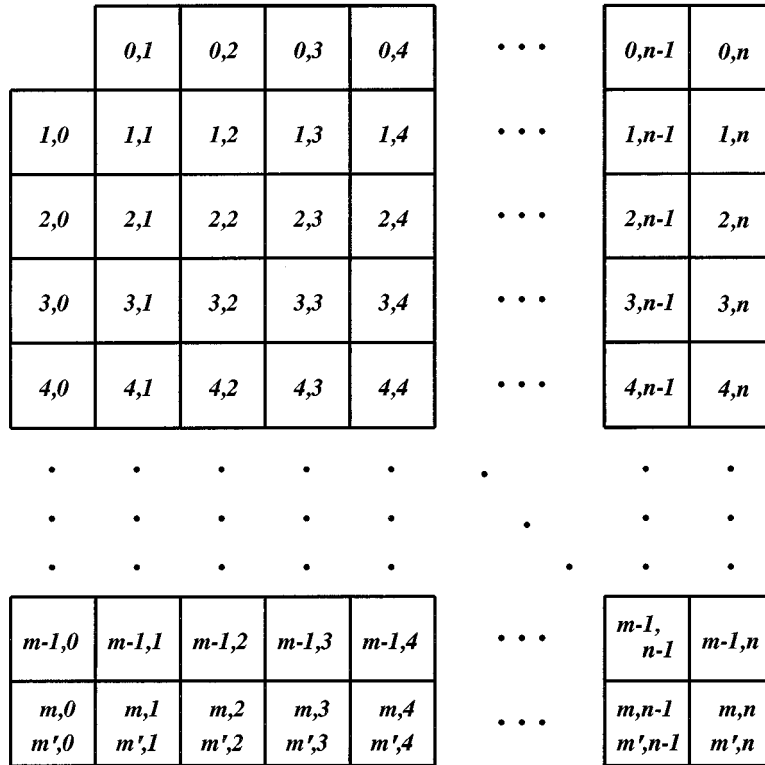 0,1 0,2 0,3 0,4 • • • 0,n-1 0,n
1,0 1,1 1,2 1,3 1,4 • • • 1,n-1 1,n
2,0 2,1 2,2 2,3 2,4 • • • 2,n-1 2,n
3,0 3,1 3,2 3,3 3,4 • • • 3,n-1 3,n
4,0 4,1 4,2 4,3 4,4 • • • 4,n-1 4,n
m-1,0 m-1,1 m-1,2 m-1,3 m-1,4 • • • m-1, n-1 m-1,n
m,0 m,1 m,2 m,3 m,4 • • • m,n-1 m,n
m',0 m',1 m',2 m',3 m',4 m',n-1 m',n